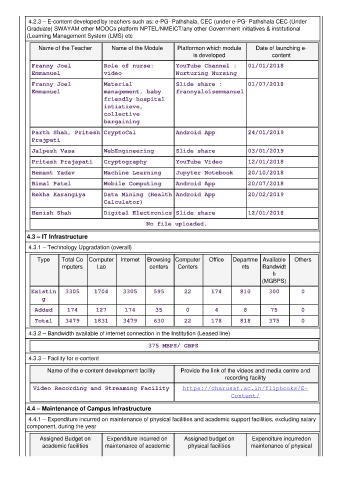 4.2.3 – E-content developed by teachers such as: e-PG- Pathshala, CEC (under e-PG- Pathshala CEC (Under
Graduate) SWAYAM other MOOCs platform NPTEL/NMEICT/any other Government initiatives & institutional
(Learning Management System (LMS) etc
Name of the Teacher Name of the Module Platformon which module is developed Date of launching e-content
Franny Joel Emmanuel Role of nurse: video YouTube Channel : Nurturing Nursing 01/01/2018
Franny Joel Emmanuel Material management, baby friendly hospital intiatieve, collective bargaining Slide share : frannyaloisemmanuel 01/07/2018
Parth Shah, Pritesh Prajpeti CryptoCal Android App 24/01/2019
Jalpesh Vasa WebEngineering Slide share 03/01/2019
Pritesh Prajapati Cryptography YouTube Video 12/01/2018
Hemant Yadav Machine Learning Jupyter Notebook 20/10/2018
Bimal Patel Mobile Computing Android App 20/07/2018
Rekha Karangiya Data Mining (Health Calculator) Android App 20/02/2019
Henish Shah Digital Electronics Slide share 12/01/2018
No file uploaded.
4.3 – IT Infrastructure
4.3.1 – Technology Upgradation (overall)
Type Total Computers Computer Lab Internet Browsing centers Computer Centers Office Departments Available Bandwidth (MGBPS) Others
Existing 3305 1704 3305 595 22 174 810 300 0
Added 174 127 174 35 0 4 8 75 0
Total 3479 1831 3479 630 22 178 818 375 0
4.3.2 – Bandwidth available of internet connection in the Institution (Leased line)
375 MBPS/ GBPS
4.3.3 – Facility for e-content
Name of the e-content development facility Provide the link of the videos and media centre and recording facility
Video Recording and Streaming Facility https://charusat.ac.in/flipbooks/E-Content/
4.4 – Maintenance of Campus Infrastructure
4.4.1 – Expenditure incurred on maintenance of physical facilities and academic support facilities, excluding salary
component, during the year
Assigned Budget on academic facilities Expenditure incurred on maintenance of academic Assigned budget on physical facilities Expenditure incurredon maintenance of physical